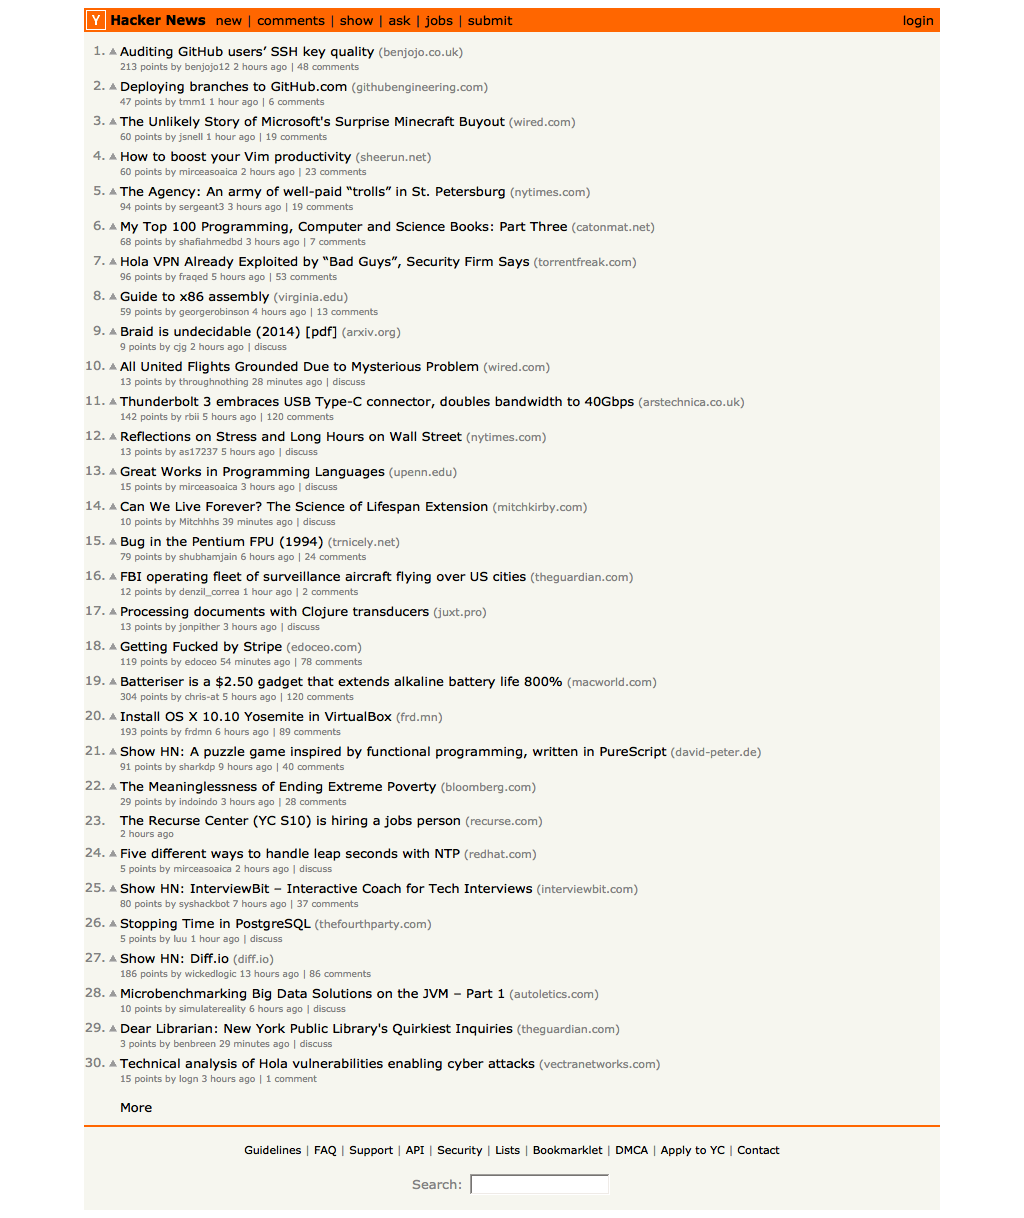 Y Hacker News new | comments | show | ask | jobs | submit login
1. Auditing GitHub users’ SSH key quality (benjojo.co.uk)
213 points by benjojo12 2 hours ago | 48 comments
2. Deploying branches to GitHub.com (githubengineering.com)
47 points by tmm1 1 hour ago | 6 comments
3. The Unlikely Story of Microsoft's Surprise Minecraft Buyout (wired.com)
60 points by jsnell 1 hour ago | 19 comments
4. How to boost your Vim productivity (sheerun.net)
60 points by mirceasoaica 2 hours ago | 23 comments
5. The Agency: An army of well-paid “trolls” in St. Petersburg (nytimes.com)
94 points by sergeant3 3 hours ago | 19 comments
6. My Top 100 Programming, Computer and Science Books: Part Three (catonmat.net)
68 points by shafiahmedbd 3 hours ago | 7 comments
7. Hola VPN Already Exploited by “Bad Guys”, Security Firm Says (torrentfreak.com)
96 points by fraqed 5 hours ago | 53 comments
8. Guide to x86 assembly (virginia.edu)
59 points by georgerobinson 4 hours ago | 13 comments
9. Braid is undecidable (2014) [pdf] (arxiv.org)
9 points by cjg 2 hours ago | discuss
10. All United Flights Grounded Due to Mysterious Problem (wired.com)
13 points by throughnothing 28 minutes ago | discuss
11. Thunderbolt 3 embraces USB Type-C connector, doubles bandwidth to 40Gbps (arstechnica.co.uk)
142 points by rbii 5 hours ago | 120 comments
12. Reflections on Stress and Long Hours on Wall Street (nytimes.com)
13 points by as17237 5 hours ago | discuss
13. Great Works in Programming Languages (upenn.edu)
15 points by mirceasoaica 3 hours ago | discuss
14. Can We Live Forever? The Science of Lifespan Extension (mitchkirby.com)
10 points by Mitchhhs 39 minutes ago | discuss
15. Bug in the Pentium FPU (1994) (trnicely.net)
79 points by shubhamjain 6 hours ago | 24 comments
16. FBI operating fleet of surveillance aircraft flying over US cities (theguardian.com)
12 points by denzil_correa 1 hour ago | 2 comments
17. Processing documents with Clojure transducers (juxt.pro)
13 points by jonpither 3 hours ago | discuss
18. Getting Fucked by Stripe (edoceo.com)
119 points by edoceo 54 minutes ago | 78 comments
19. Batteriser is a $2.50 gadget that extends alkaline battery life 800% (macworld.com)
304 points by chris-at 5 hours ago | 120 comments
20. Install OS X 10.10 Yosemite in VirtualBox (frd.mn)
193 points by frdmn 6 hours ago | 89 comments
21. Show HN: A puzzle game inspired by functional programming, written in PureScript (david-peter.de)
91 points by sharkdp 9 hours ago | 40 comments
22. The Meaninglessness of Ending Extreme Poverty (bloomberg.com)
29 points by indoindo 3 hours ago | 28 comments
23. The Recurse Center (YC S10) is hiring a jobs person (recurse.com)
2 hours ago
24. Five different ways to handle leap seconds with NTP (redhat.com)
5 points by mirceasoaica 2 hours ago | discuss
25. Show HN: InterviewBit – Interactive Coach for Tech Interviews (interviewbit.com)
80 points by syshackbot 7 hours ago | 37 comments
26. Stopping Time in PostgreSQL (thefourthparty.com)
5 points by luu 1 hour ago | discuss
27. Show HN: Diff.io (diff.io)
186 points by wickedlogic 13 hours ago | 86 comments
28. Microbenchmarking Big Data Solutions on the JVM – Part 1 (autoletics.com)
10 points by simulatereality 6 hours ago | discuss
29. Dear Librarian: New York Public Library's Quirkiest Inquiries (theguardian.com)
3 points by benbreen 29 minutes ago | discuss
30. Technical analysis of Hola vulnerabilities enabling cyber attacks (vectranetworks.com)
15 points by logn 3 hours ago | 1 comment
More
Guidelines | FAQ | Support | API | Security | Lists | Bookmarklet | DMCA | Apply to YC | Contact
Search: